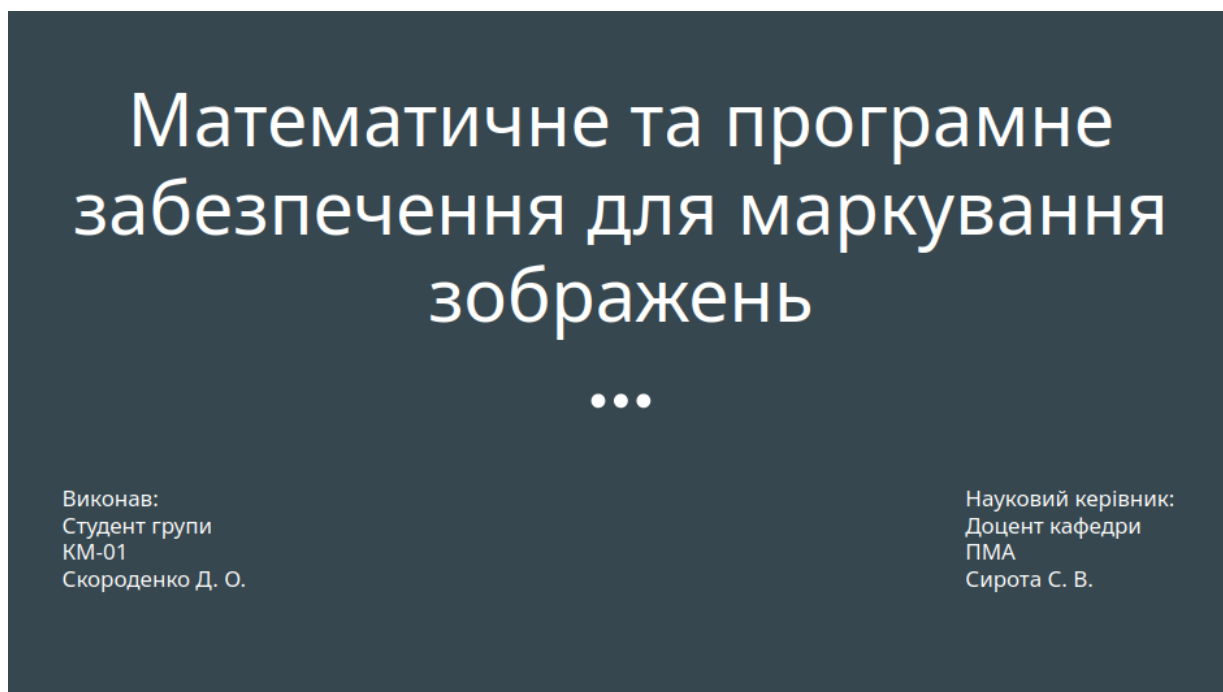 Математичне та програмне
забезпечення для маркування
зображень
Виконав:
Студент групи
КМ-01
Скороденко Д. О.
Науковий керівник:
Доцент кафедри
ПМА
Сирота С. В.